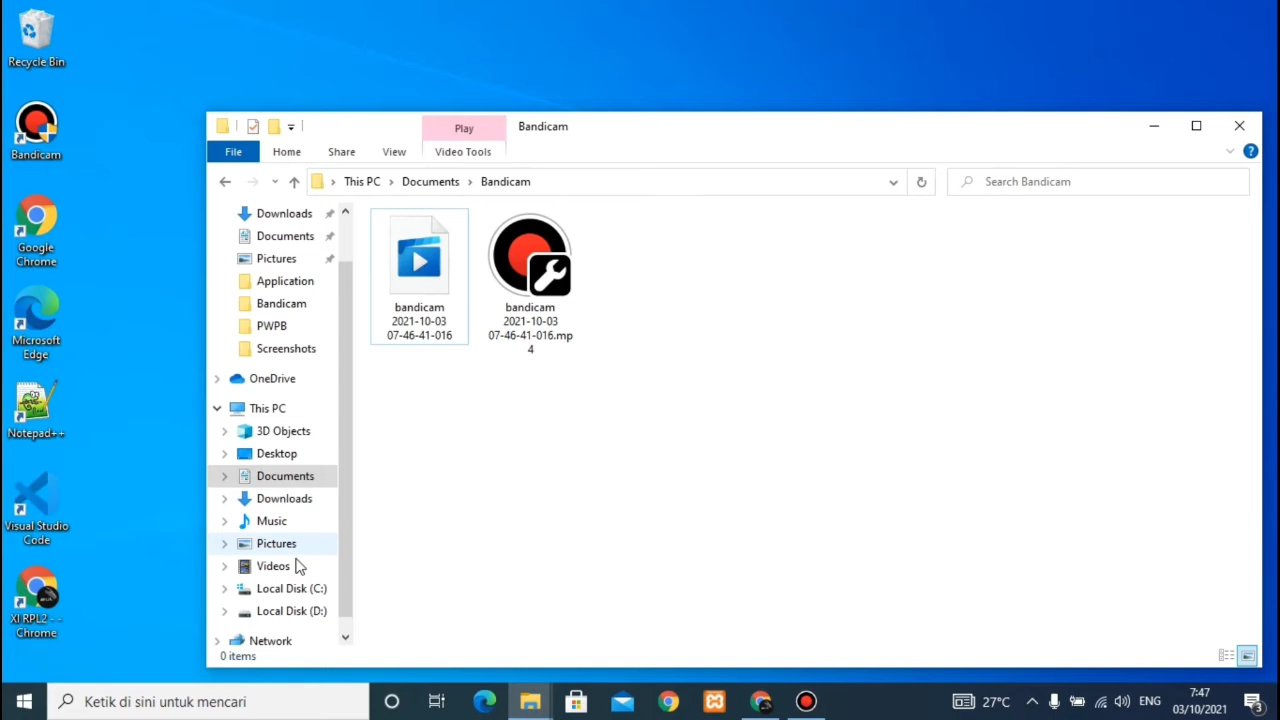 Recycle Bin
Bandicam
Google
Chrome
Microsoft
Edge
Notepad++
Visual Studio
Code
XI RPL2 - -
Chrome
Play
Bandicam
File
Home
Share
View
Video Tools
This PC
Documents
Bandicam
Search Bandicam
Downloads
Documents
Pictures
Application
Bandicam
PWPB
Screenshots
OneDrive
This PC
3D Objects
Desktop
Documents
Downloads
Music
Pictures
Videos
Local Disk (C:)
Local Disk (D:)
Network
0 items
bandicam
2021-10-03
07-46-41-016
bandicam
2021-10-03
07-46-41-016.mp
4
Ketik di sini untuk mencari
27°C
ENG
7:47
03/10/2021
3